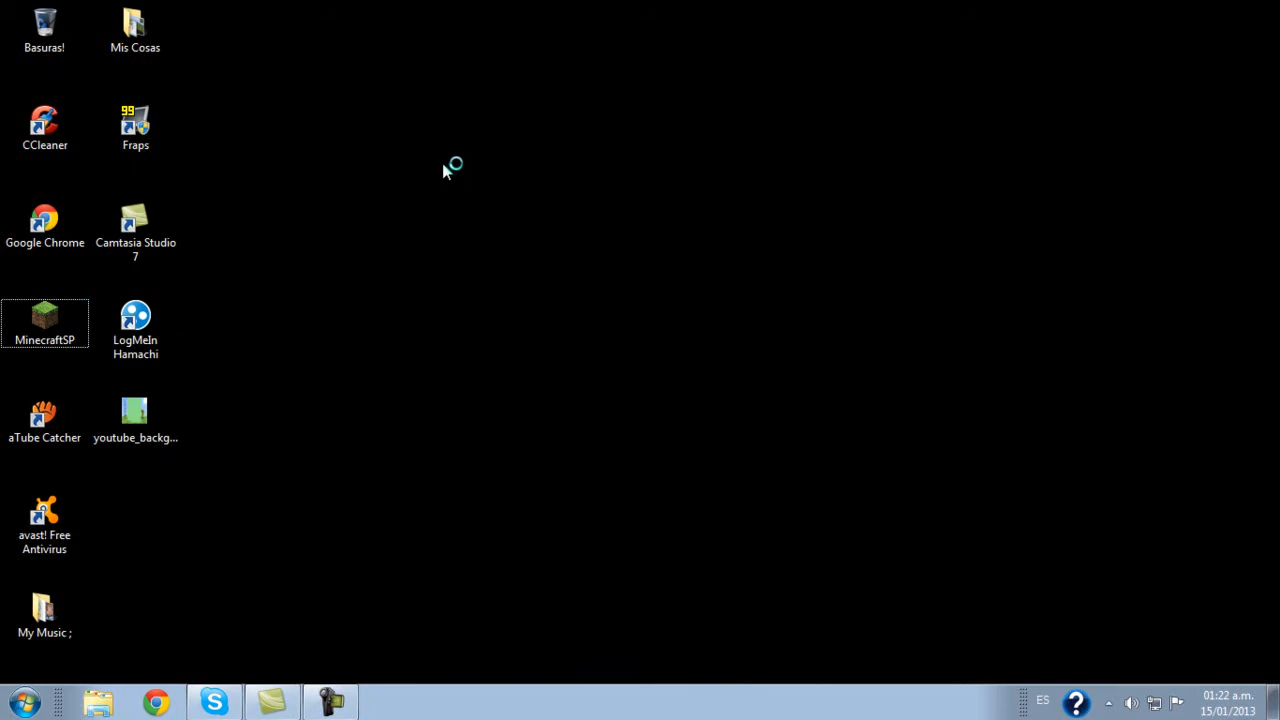 Basuras!
Mis Cosas
CCleaner
99
Fraps
Google Chrome
Camtasia Studio
7
MinecraftSP
LogMeIn
Hamachi
aTube Catcher
youtube_backg...
avast! Free
Antivirus
My Music ;
ES
01:22 a.m.
15/01/2013